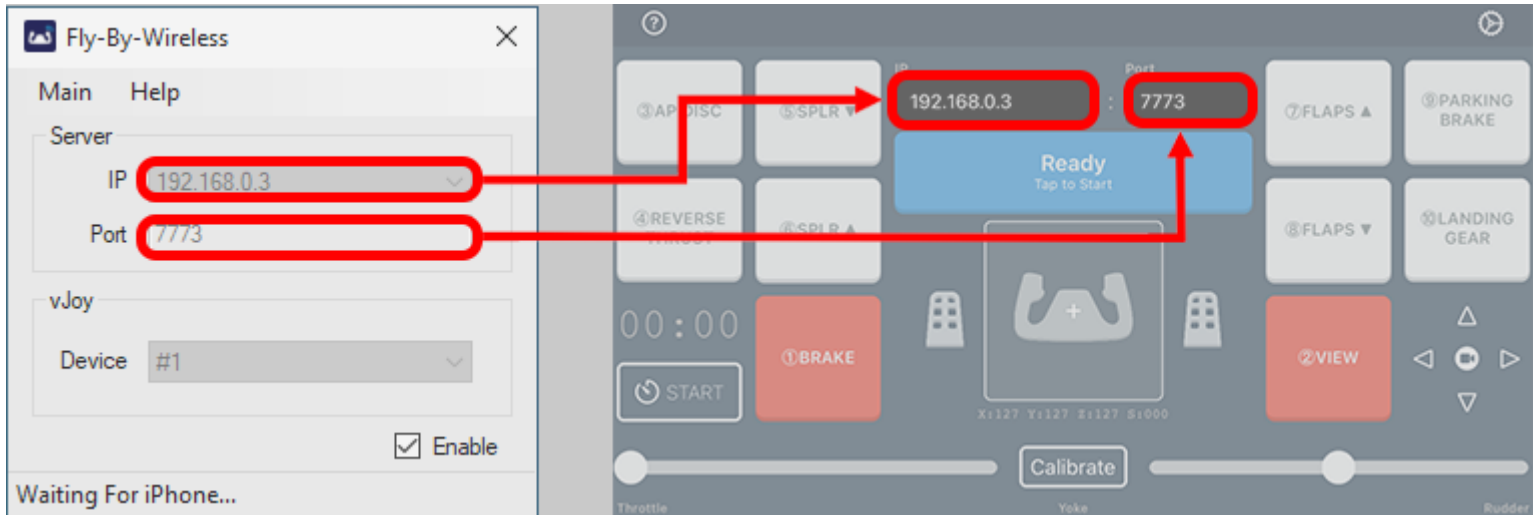 Fly-By-Wireless
Main Help
Server
IP 192.168.0.3
Port 7773
vJoy
Device #1
Enable
Waiting For iPhone...
IP Port
192.168.0.3 : 7773
③AP DISC ⑤SPLR ▼ ⑦FLAPS ▲ ⑨PARKING
BRAKE
Ready
Tap to Start
④REVERSE
THRUST ⑥SPLR ▲ ⑧FLAPS ▼ ⑩LANDING
GEAR
00:00
START
①BRAKE
②VIEW
X:127 Y:127 Z:127 S:000
Calibrate
Throttle Yoke Rudder